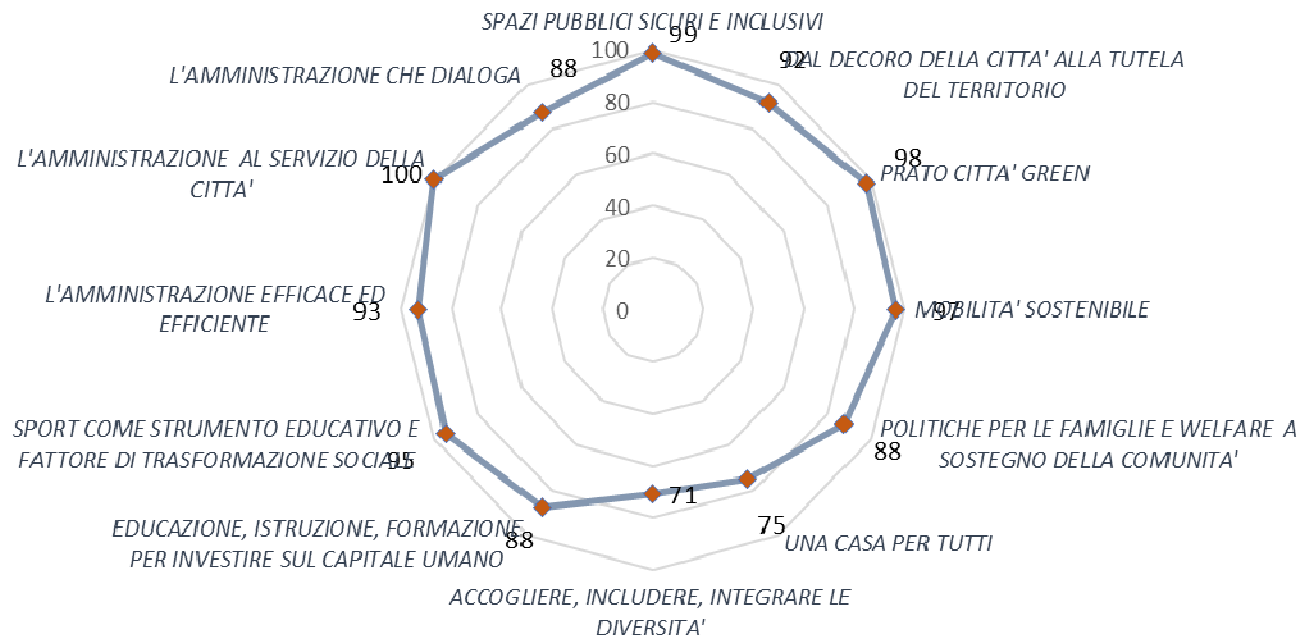 SPAZI PUBBLICI SICURI E INCLUSIVI
99
100
80
60
40
20
0
92
DAL DECORO DELLA CITTA' ALLA TUTELA
DEL TERRITORIO
98
PRATO CITTA' GREEN
97
MOBILITA' SOSTENIBILE
POLITICHE PER LE FAMIGLIE E WELFARE A
SOSTEGNO DELLA COMUNITA'
88
75
UNA CASA PER TUTTI
71
ACCOGLIERE, INCLUDERE, INTEGRARE LE
DIVERSITA'
EDUCAZIONE, ISTRUZIONE, FORMAZIONE
PER INVESTIRE SUL CAPITALE UMANO
88
SPORT COME STRUMENTO EDUCATIVO E
FATTORE DI TRASFORMAZIONE SOCIALE
95
L'AMMINISTRAZIONE EFFICACE ED
EFFICIENTE
93
L'AMMINISTRAZIONE AL SERVIZIO DELLA
CITTA'
100
L'AMMINISTRAZIONE CHE DIALOGA
88